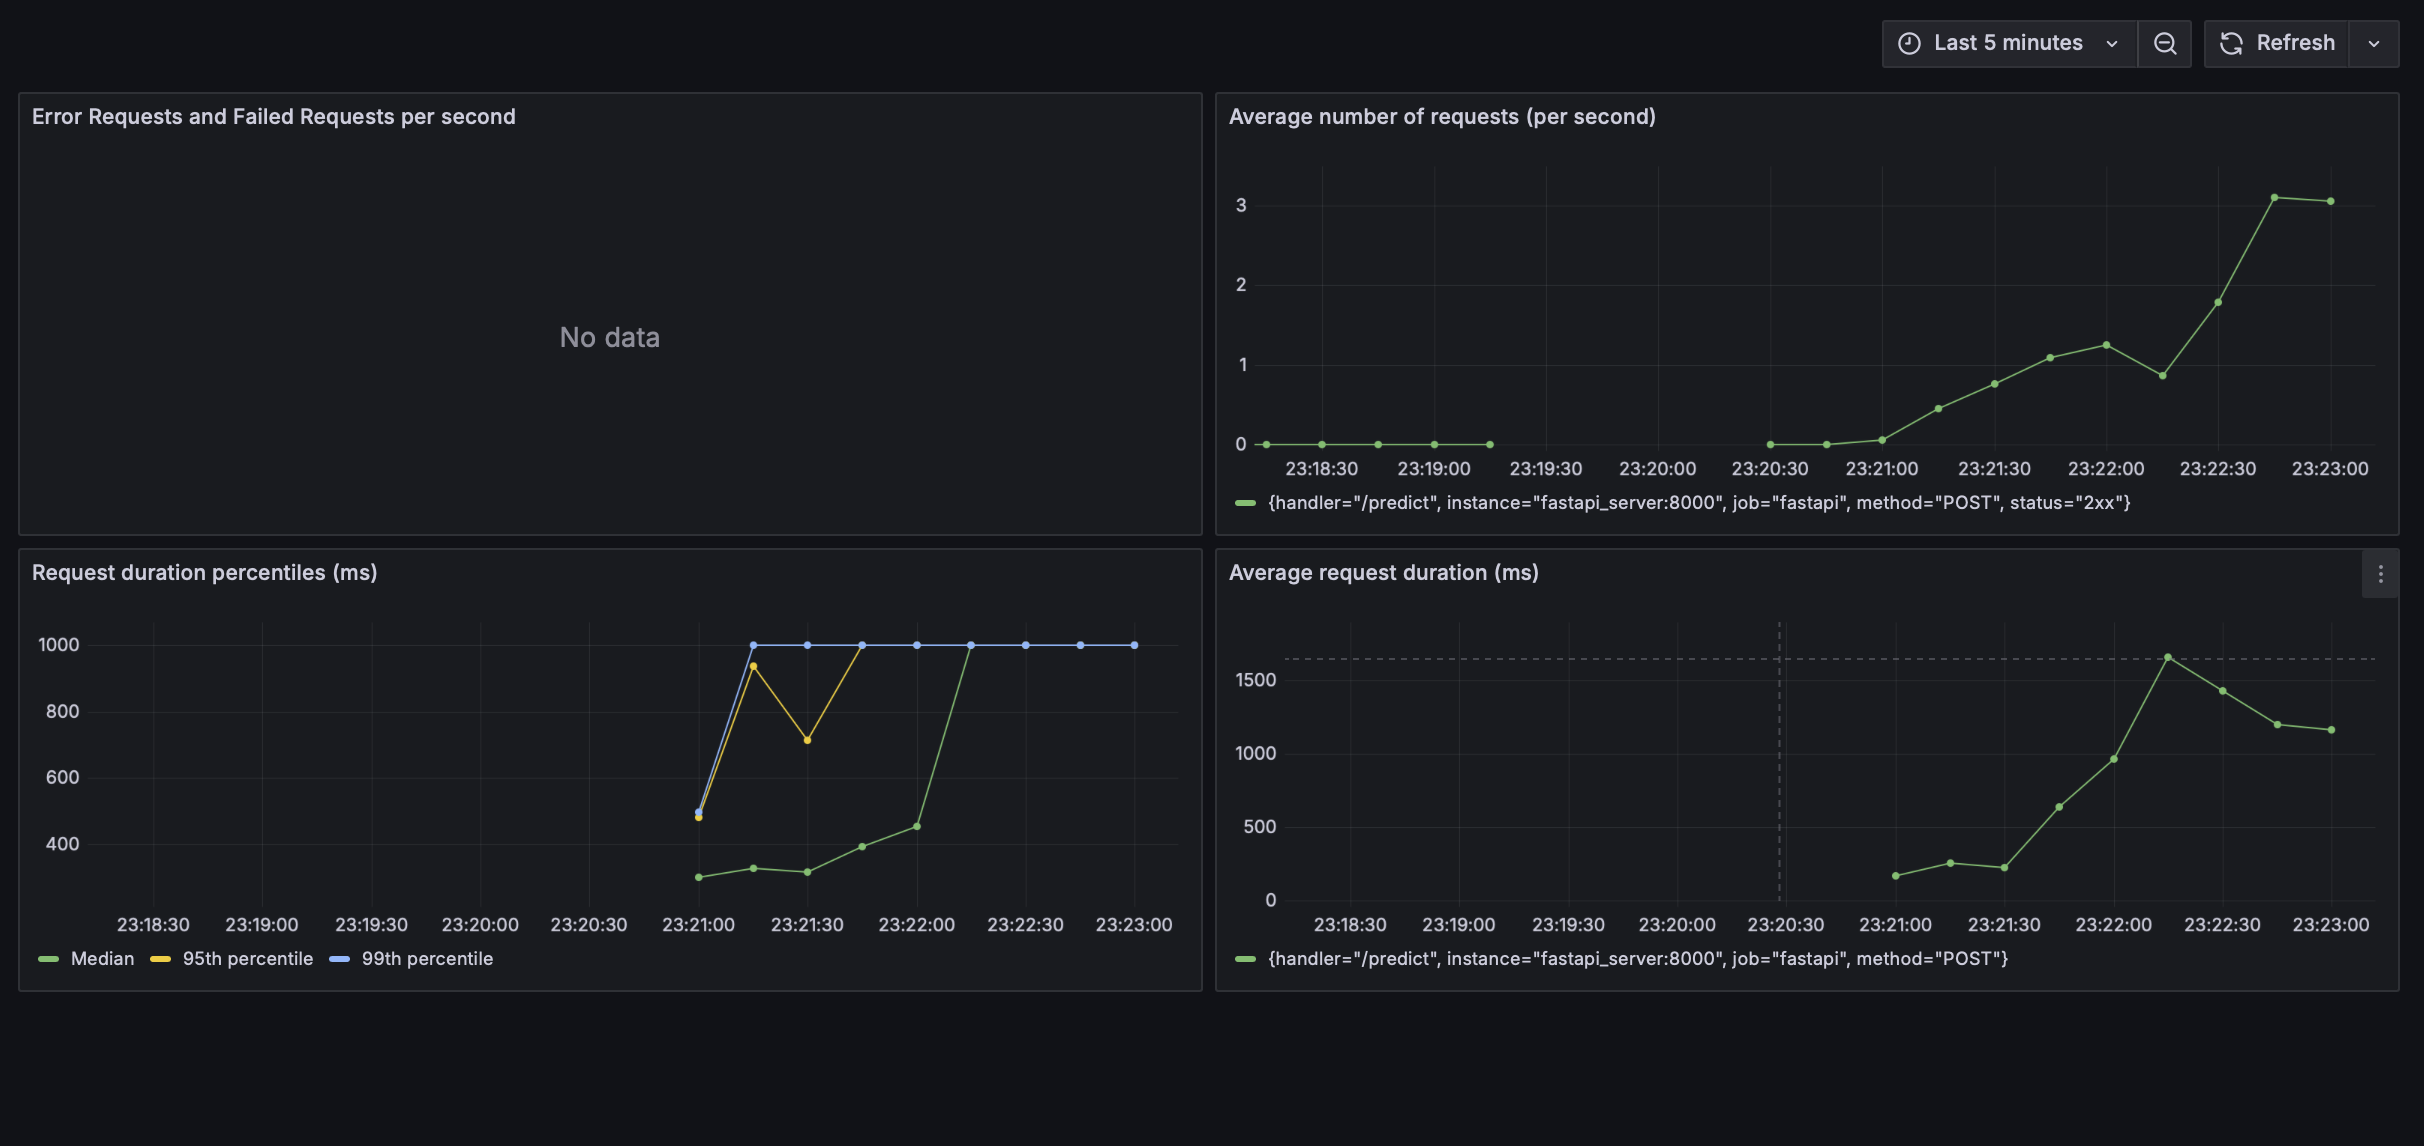 Last 5 minutes
Refresh
Error Requests and Failed Requests per second
No data
Average number of requests (per second)
3
2
1
0
23:18:30 23:19:00 23:19:30 23:20:00 23:20:30 23:21:00 23:21:30 23:22:00 23:22:30 23:23:00
{handler="/predict", instance="fastapi_server:8000", job="fastapi", method="POST", status="2xx"}
Request duration percentiles (ms)
1000
800
600
400
23:18:30 23:19:00 23:19:30 23:20:00 23:20:30 23:21:00 23:21:30 23:22:00 23:22:30 23:23:00
Median 95th percentile 99th percentile
Average request duration (ms)
1500
1000
500
0
23:18:30 23:19:00 23:19:30 23:20:00 23:20:30 23:21:00 23:21:30 23:22:00 23:22:30 23:23:00
{handler="/predict", instance="fastapi_server:8000", job="fastapi", method="POST"}